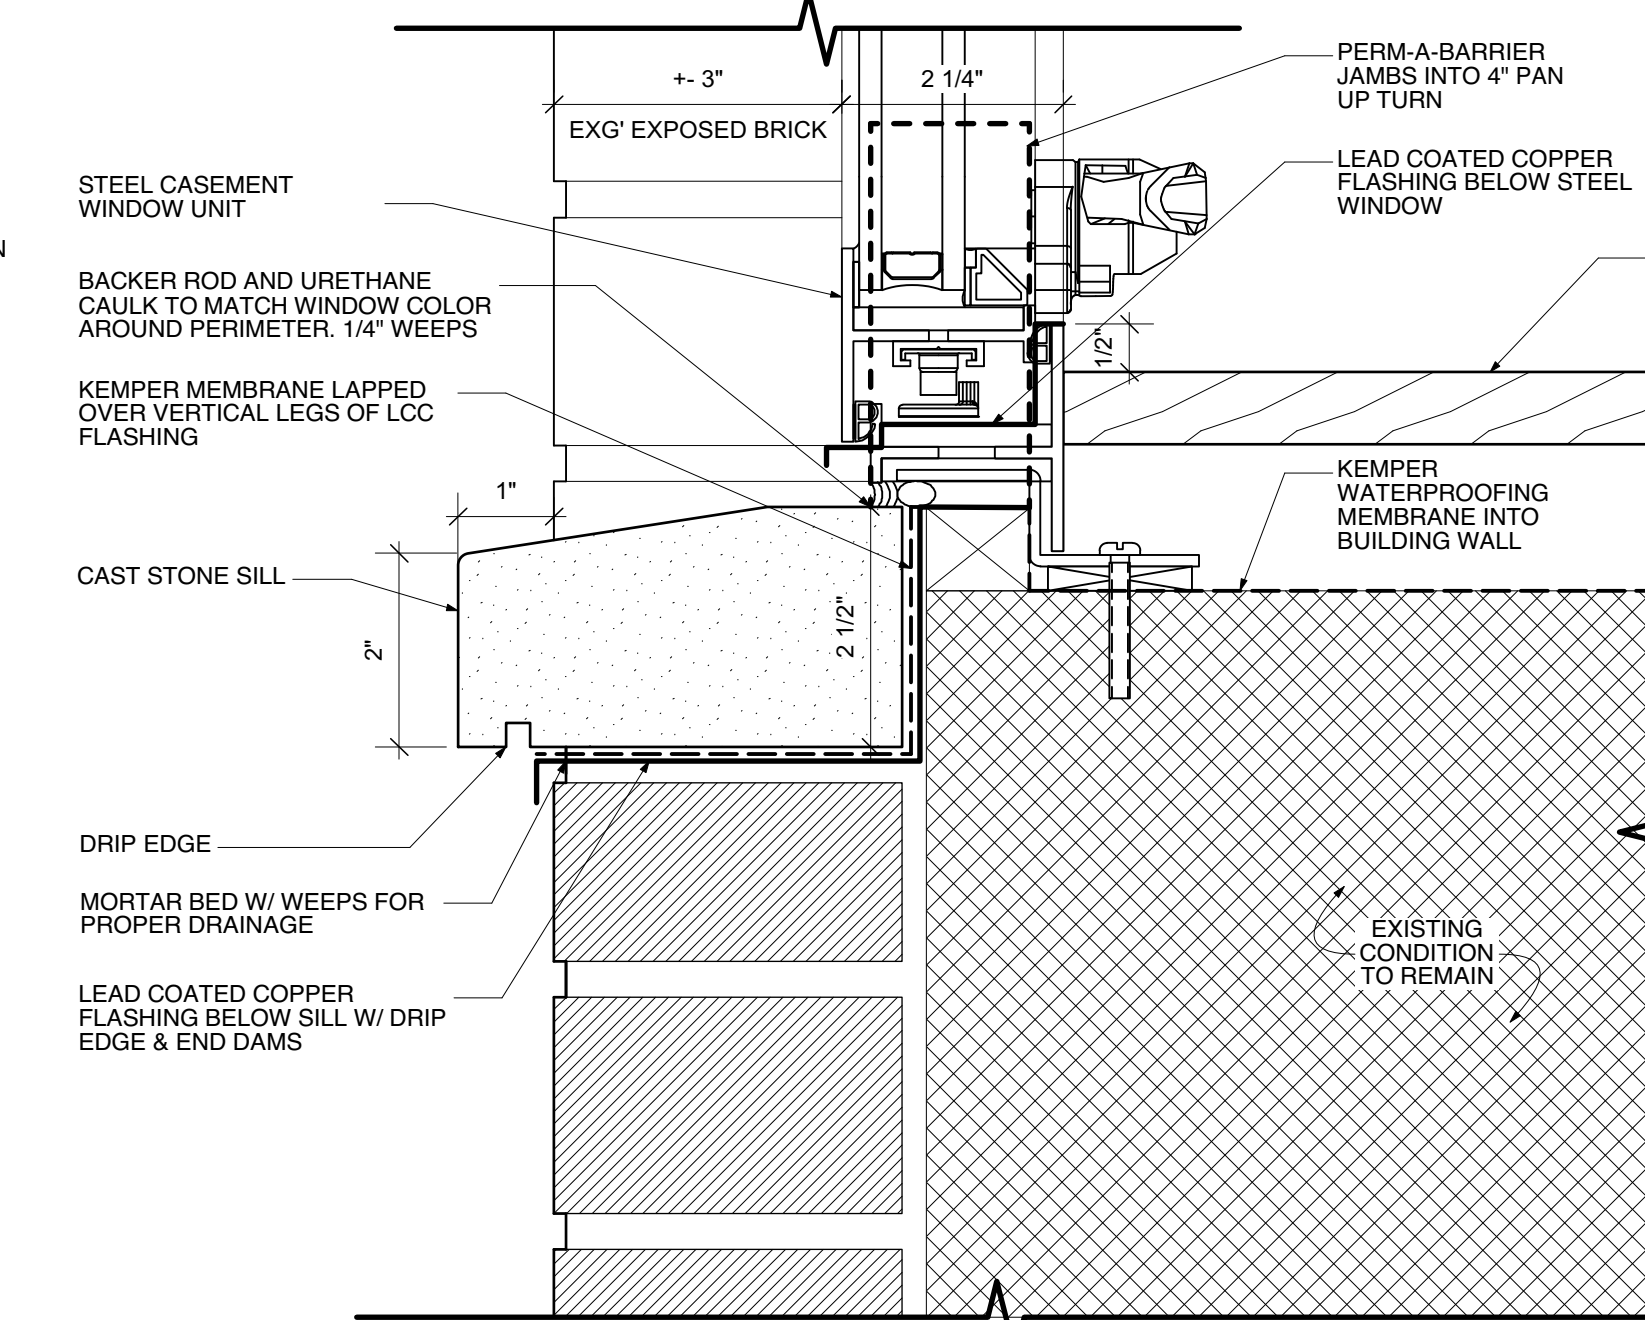 +- 3"
2 1/4"
EXG' EXPOSED BRICK
PERM-A-BARRIER
JAMBS INTO 4" PAN
UP TURN
LEAD COATED COPPER
FLASHING BELOW STEEL
WINDOW
STEEL CASEMENT
WINDOW UNIT
N
BACKER ROD AND URETHANE
CAULK TO MATCH WINDOW COLOR
AROUND PERIMETER. 1/4" WEEPS
1/2"
KEMPER MEMBRANE LAPPED
OVER VERTICAL LEGS OF LCC
FLASHING
1"
KEMPER
WATERPROOFING
MEMBRANE INTO
BUILDING WALL
CAST STONE SILL
2"
2 1/2"
DRIP EDGE
MORTAR BED W/ WEEPS FOR
PROPER DRAINAGE
LEAD COATED COPPER
FLASHING BELOW SILL W/ DRIP
EDGE & END DAMS
EXISTING
CONDITION
TO REMAIN